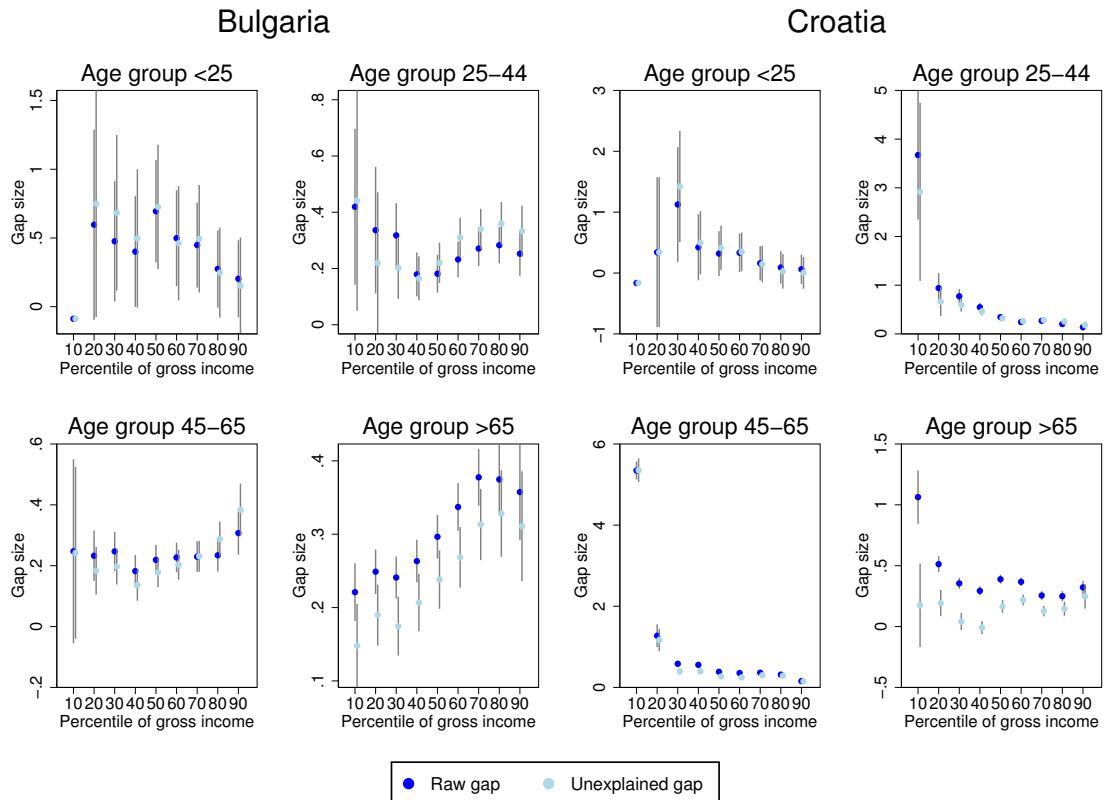 Bulgaria
Croatia
Age group <25
Gap size
0 .5 1 1.5
10 20 30 40 50 60 70 80 90
Percentile of gross income
Age group 25−44
Gap size
0 .2 .4 .6 .8
10 20 30 40 50 60 70 80 90
Percentile of gross income
Age group <25
Gap size
−1 0 1 2 3
10 20 30 40 50 60 70 80 90
Percentile of gross income
Age group 25−44
Gap size
0 1 2 3 4 5
10 20 30 40 50 60 70 80 90
Percentile of gross income
Age group 45−65
Gap size
−.2 0 .2 .4 .6
10 20 30 40 50 60 70 80 90
Percentile of gross income
Age group >65
Gap size
.1 .2 .3 .4
10 20 30 40 50 60 70 80 90
Percentile of gross income
Age group 45−65
Gap size
0 2 4 6
10 20 30 40 50 60 70 80 90
Percentile of gross income
Age group >65
Gap size
−.5 0 .5 1 1.5
10 20 30 40 50 60 70 80 90
Percentile of gross income
Raw gap
Unexplained gap